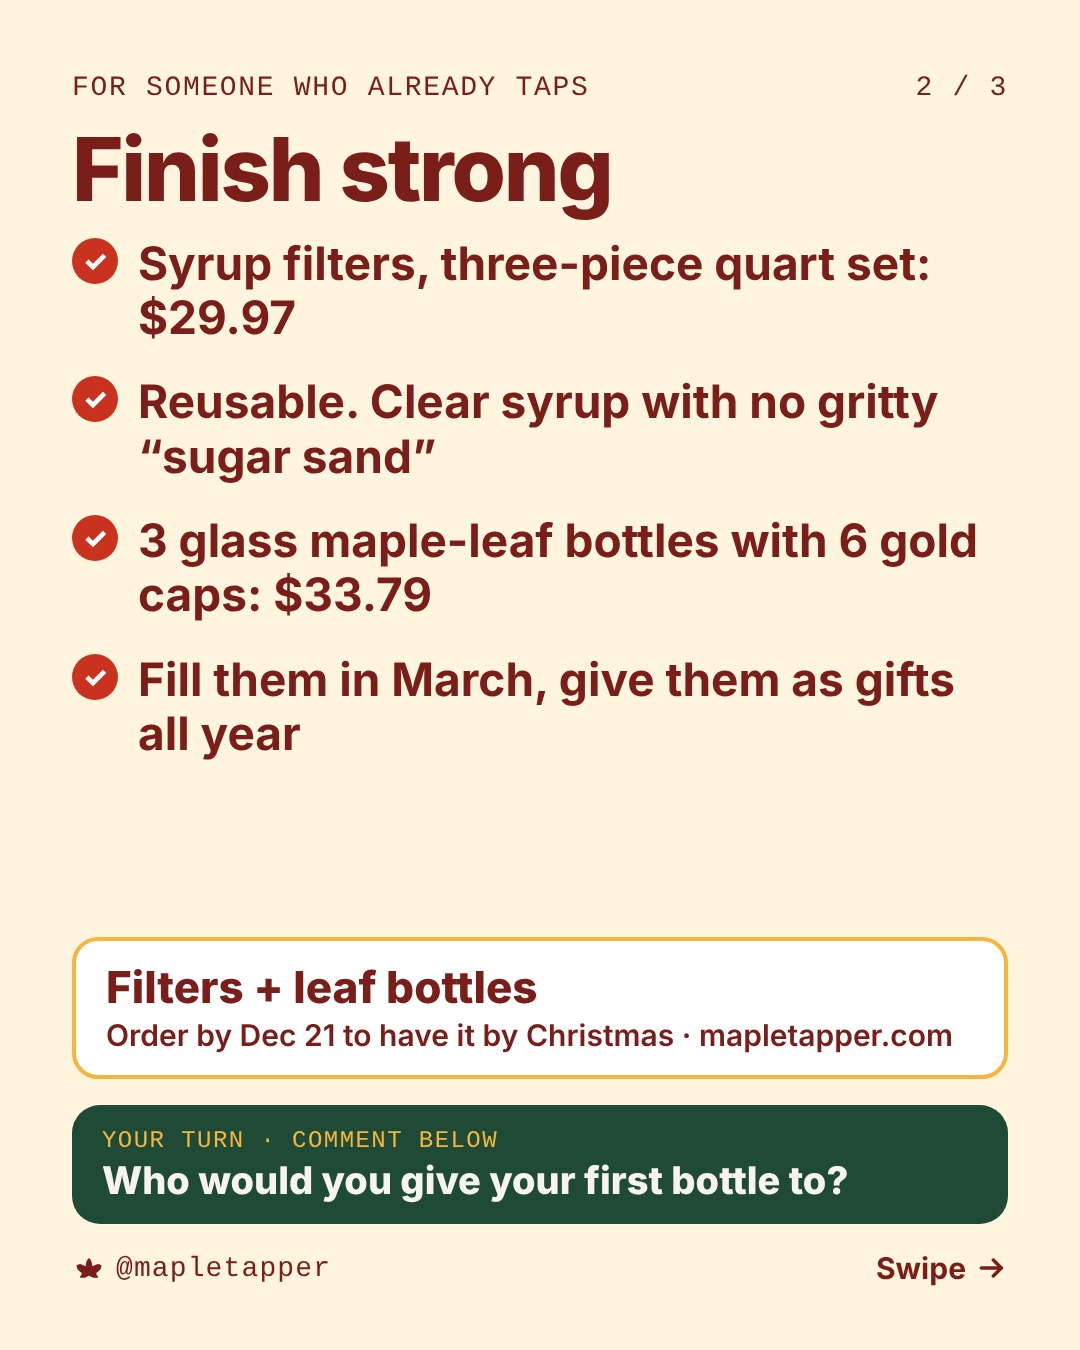 FOR SOMEONE WHO ALREADY TAPS
2 / 3
Finish strong
Syrup filters, three-piece quart set:
$29.97
Reusable. Clear syrup with no gritty
“sugar sand”
3 glass maple-leaf bottles with 6 gold
caps: $33.79
Fill them in March, give them as gifts
all year
Filters + leaf bottles
Order by Dec 21 to have it by Christmas · mapletapper.com
YOUR TURN · COMMENT BELOW
Who would you give your first bottle to?
@mapletapper
Swipe →